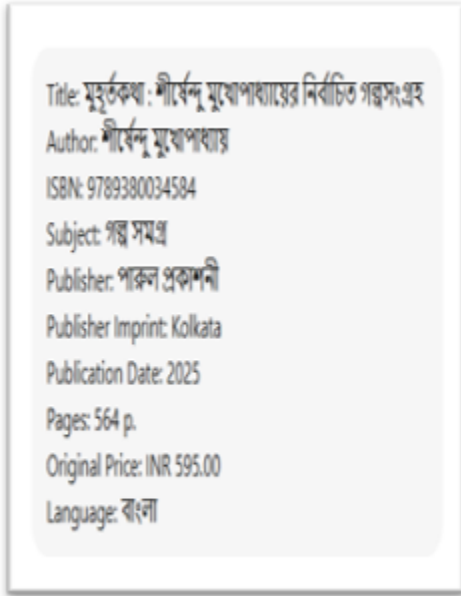 Title: মুহূর্তকথা : শীর্ষেন্দু মুখোপাধ্যায়ের নির্বাচিত গল্পসংগ্রহ
Author: শীর্ষেন্দু মুখোপাধ্যায়
ISBN: 9789380034584
Subject: গল্প সমগ্র
Publisher: পারুল প্রকাশনী
Publisher Imprint: Kolkata
Publication Date: 2025
Pages: 564 p.
Original Price: INR 595.00
Language: বাংলা